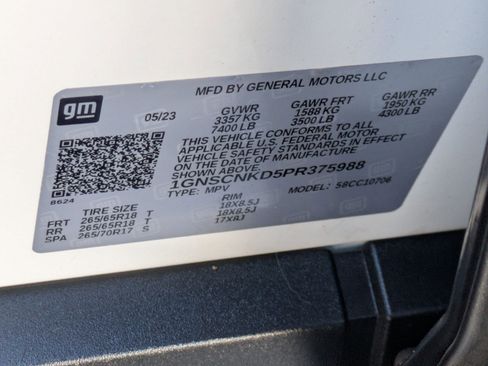 gm
MFD BY GENERAL MOTORS LLC
05/23 GVWR GAWR FRT GAWR RR
3357 KG 1588 KG 1950 KG
7400 LB 3500 LB 4300 LB
THIS VEHICLE CONFORMS TO ALL
APPLICABLE U.S. FEDERAL MOTOR
VEHICLE SAFETY STANDARDS IN EFFECT
ON THE DATE OF MANUFACTURE
1GNSCNKD5PR375988
TYPE: MPV MODEL: 58CC10706
8624
TIRE SIZE RIM
FRT 265/65R18 T 18X8.5J
RR 265/65R18 T 18X8.5J
SPA 265/70R17 S 17X8J